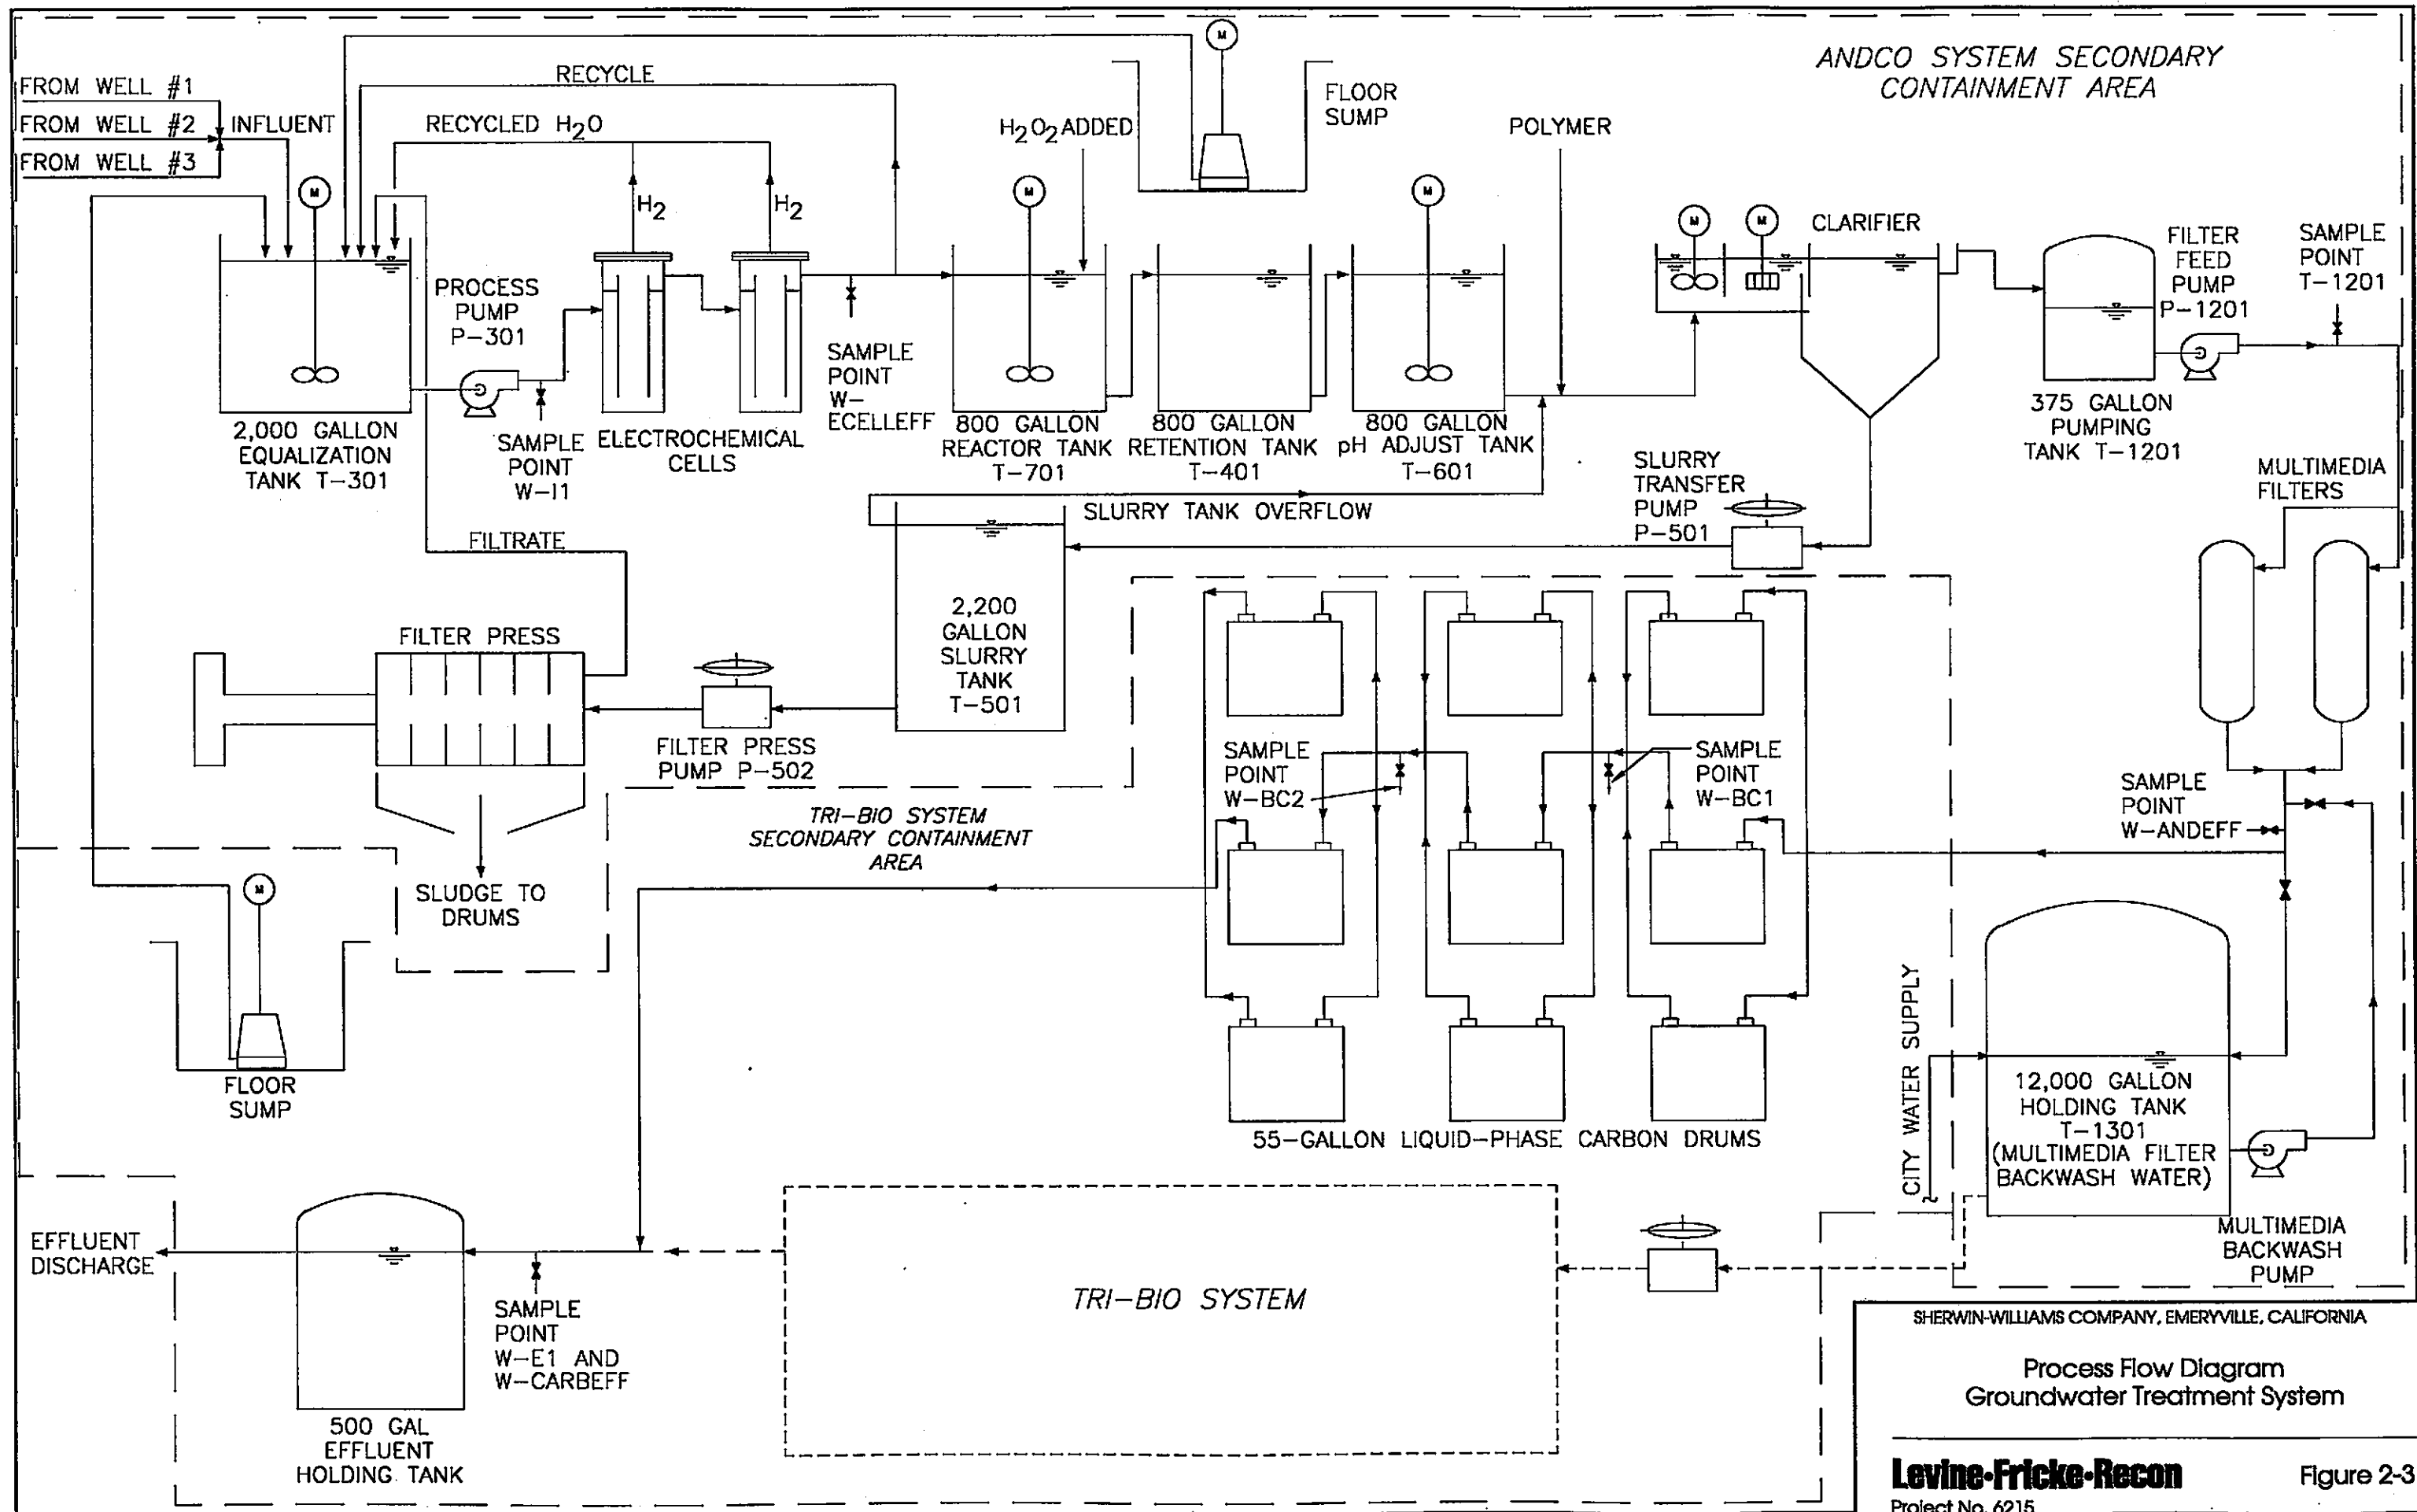 ANDCO SYSTEM SECONDARY
CONTAINMENT AREA
FROM WELL #1
FROM WELL #2
FROM WELL #3
INFLUENT
RECYCLE
RECYCLED H2O
M
H2
H2
H2O2 ADDED
M
FLOOR
SUMP
POLYMER
M
M
M
M
CLARIFIER
FILTER
FEED
PUMP
P-1201
SAMPLE
POINT
T-1201
PROCESS
PUMP
P-301
SAMPLE
POINT
W-I1
ELECTROCHEMICAL
CELLS
SAMPLE
POINT
W-
ECELLEFF
2,000 GALLON
EQUALIZATION
TANK T-301
800 GALLON
REACTOR TANK
T-701
800 GALLON
RETENTION TANK
T-401
800 GALLON
pH ADJUST TANK
T-601
375 GALLON
PUMPING
TANK T-1201
SLURRY
TRANSFER
PUMP
P-501
MULTIMEDIA
FILTERS
SLURRY TANK OVERFLOW
FILTRATE
2,200
GALLON
SLURRY
TANK
T-501
FILTER PRESS
FILTER PRESS
PUMP P-502
SAMPLE
POINT
W-BC2
SAMPLE
POINT
W-BC1
SAMPLE
POINT
W-ANDEFF
TRI-BIO SYSTEM
SECONDARY CONTAINMENT
AREA
SLUDGE TO
DRUMS
M
FLOOR
SUMP
55-GALLON LIQUID-PHASE CARBON DRUMS
CITY WATER SUPPLY
12,000 GALLON
HOLDING TANK
T-1301
(MULTIMEDIA FILTER
BACKWASH WATER)
MULTIMEDIA
BACKWASH
PUMP
EFFLUENT
DISCHARGE
SAMPLE
POINT
W-E1 AND
W-CARBEFF
500 GAL
EFFLUENT
HOLDING TANK
TRI-BIO SYSTEM
SHERWIN-WILLIAMS COMPANY, EMERYVILLE, CALIFORNIA
Process Flow Diagram
Groundwater Treatment System
Levine•Fricke•Recon
Figure 2-3
Project No. 6215